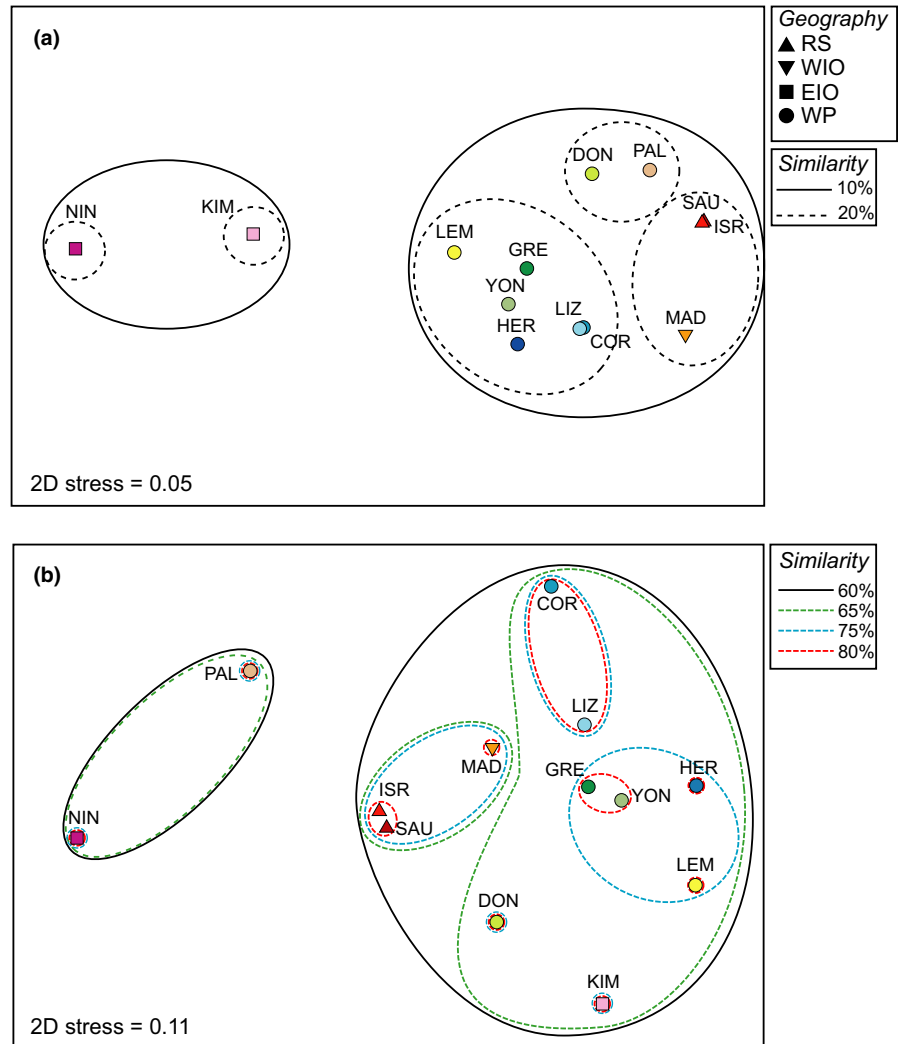 (a)
Geography
RS
WIO
EIO
WP
Similarity
10%
20%
DON
PAL
NIN
KIM
SAU
ISR
LEM
GRE
YON
LIZ
HER
COR
MAD
2D stress = 0.05
(b)
Similarity
60%
65%
75%
80%
COR
PAL
LIZ
MAD
GRE
HER
ISR
YON
SAU
NIN
LEM
DON
KIM
2D stress = 0.11